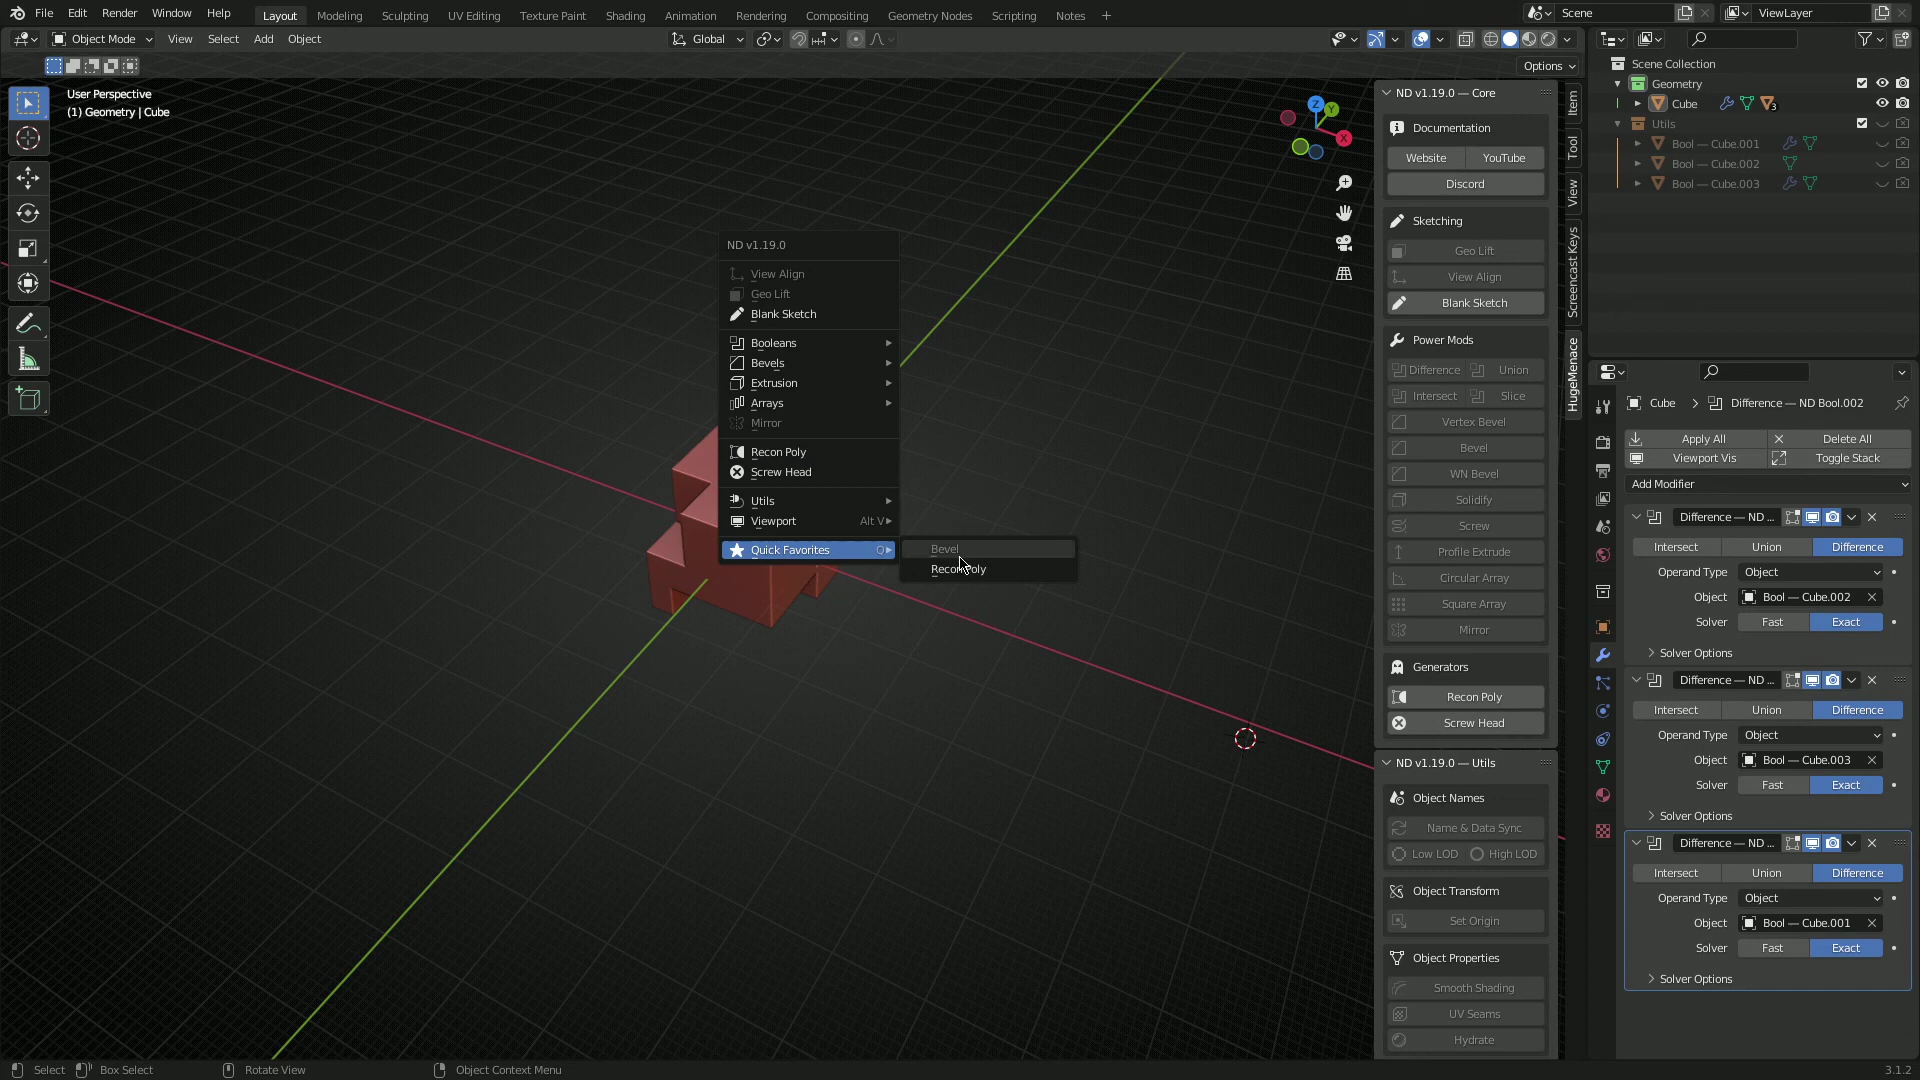 File Edit Render Window Help Layout Modeling Sculpting UV Editing Texture Paint Shading Animation Rendering Compositing Geometry Nodes Scripting Notes + Scene ViewLayer
Object Mode View Select Add Object Global
Options
User Perspective
(1) Geometry | Cube
Z
Y
X
ND v1.19.0
View Align
Geo Lift
Blank Sketch
Booleans
Bevels
Extrusion
Arrays
Mirror
Recon Poly
Screw Head
Utils
Viewport Alt V
Quick Favorites Q
Bevel
Recon Poly
ND v1.19.0 — Core
Documentation
Website YouTube
Discord
Sketching
Geo Lift
View Align
Blank Sketch
Power Mods
Difference Union
Intersect Slice
Vertex Bevel
Bevel
WN Bevel
Solidify
Screw
Profile Extrude
Circular Array
Square Array
Mirror
Generators
Recon Poly
Screw Head
ND v1.19.0 — Utils
Object Names
Name & Data Sync
Low LOD High LOD
Object Transform
Set Origin
Object Properties
Smooth Shading
UV Seams
Hydrate
Item
Tool
View
Screencast Keys
HugeMenace
Scene Collection
Geometry
Cube 3
Utils
Bool — Cube.001
Bool — Cube.002
Bool — Cube.003
Cube Difference — ND Bool.002
Apply All Delete All
Viewport Vis Toggle Stack
Add Modifier
Difference — ND ...
Intersect Union Difference
Operand Type Object
Object Bool — Cube.002
Solver Fast Exact
Solver Options
Difference — ND ...
Intersect Union Difference
Operand Type Object
Object Bool — Cube.003
Solver Fast Exact
Solver Options
Difference — ND ...
Intersect Union Difference
Operand Type Object
Object Bool — Cube.001
Solver Fast Exact
Solver Options
Select Box Select Rotate View Object Context Menu 3.1.2